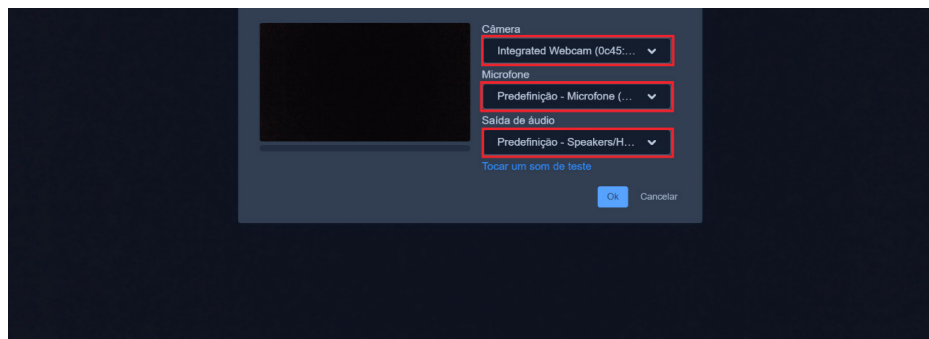 Câmera
Integrated Webcam (0c45:...
Microfone
Predefinição - Microfone (...
Saída de áudio
Predefinição - Speakers/H...
Tocar um som de teste
Ok Cancelar